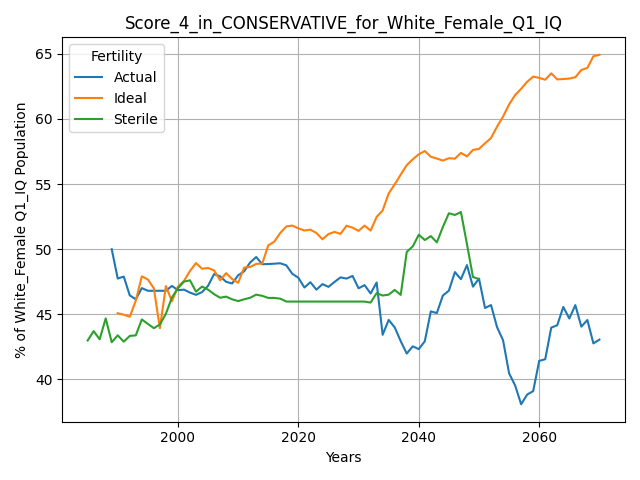 Score_4_in_CONSERVATIVE_for_White_Female_Q1_IQ
Fertility
Actual
Ideal
Sterile
% of White_Female Q1_IQ Population
65
60
55
50
45
40
2000
2020
2040
2060
Years